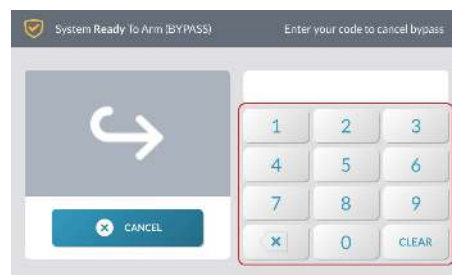 System Ready To Arm (BYPASS)
Enter your code to cancel bypass
1 2 3
4 5 6
7 8 9
0 CLEAR
CANCEL